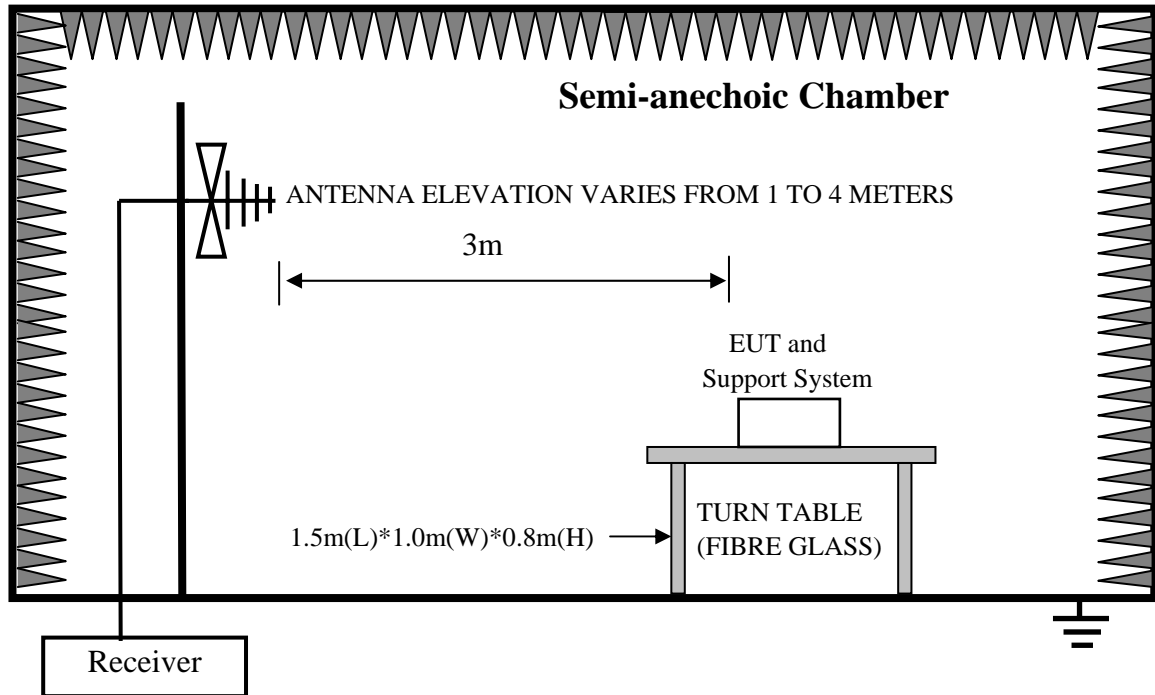 Semi-anechoic Chamber
ANTENNA ELEVATION VARIES FROM 1 TO 4 METERS
3m
EUT and
Support System
1.5m(L)*1.0m(W)*0.8m(H)
TURN TABLE
(FIBRE GLASS)
Receiver